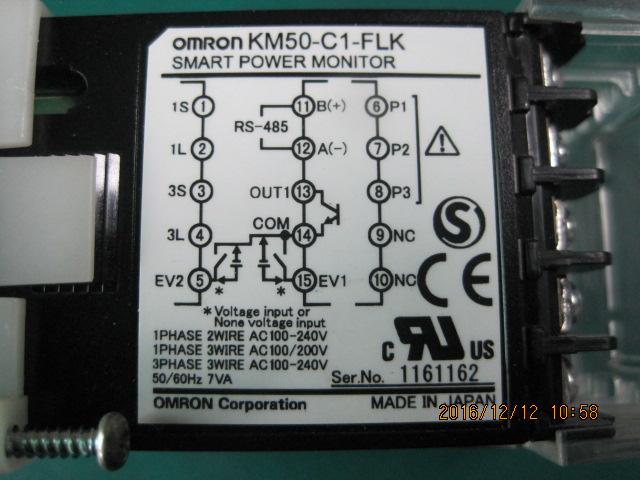 OMRON KM50-C1-FLK
SMART POWER MONITOR
1S 1 11 B(+) 6 P1
RS-485
1L 2 12 A(-) 7 P2
3S 3 OUT1 13 8 P3
COM
3L 4 14 9 NC
EV2 5 15 EV1 10 NC
* *
*Voltage input or
None voltage input
1PHASE 2WIRE AC100-240V
1PHASE 3WIRE AC100/200V
3PHASE 3WIRE AC100-240V
50/60Hz 7VA
S
CE
C RU US
Ser.No. 1161162
OMRON Corporation MADE IN JAPAN
2016/12/12 10:58